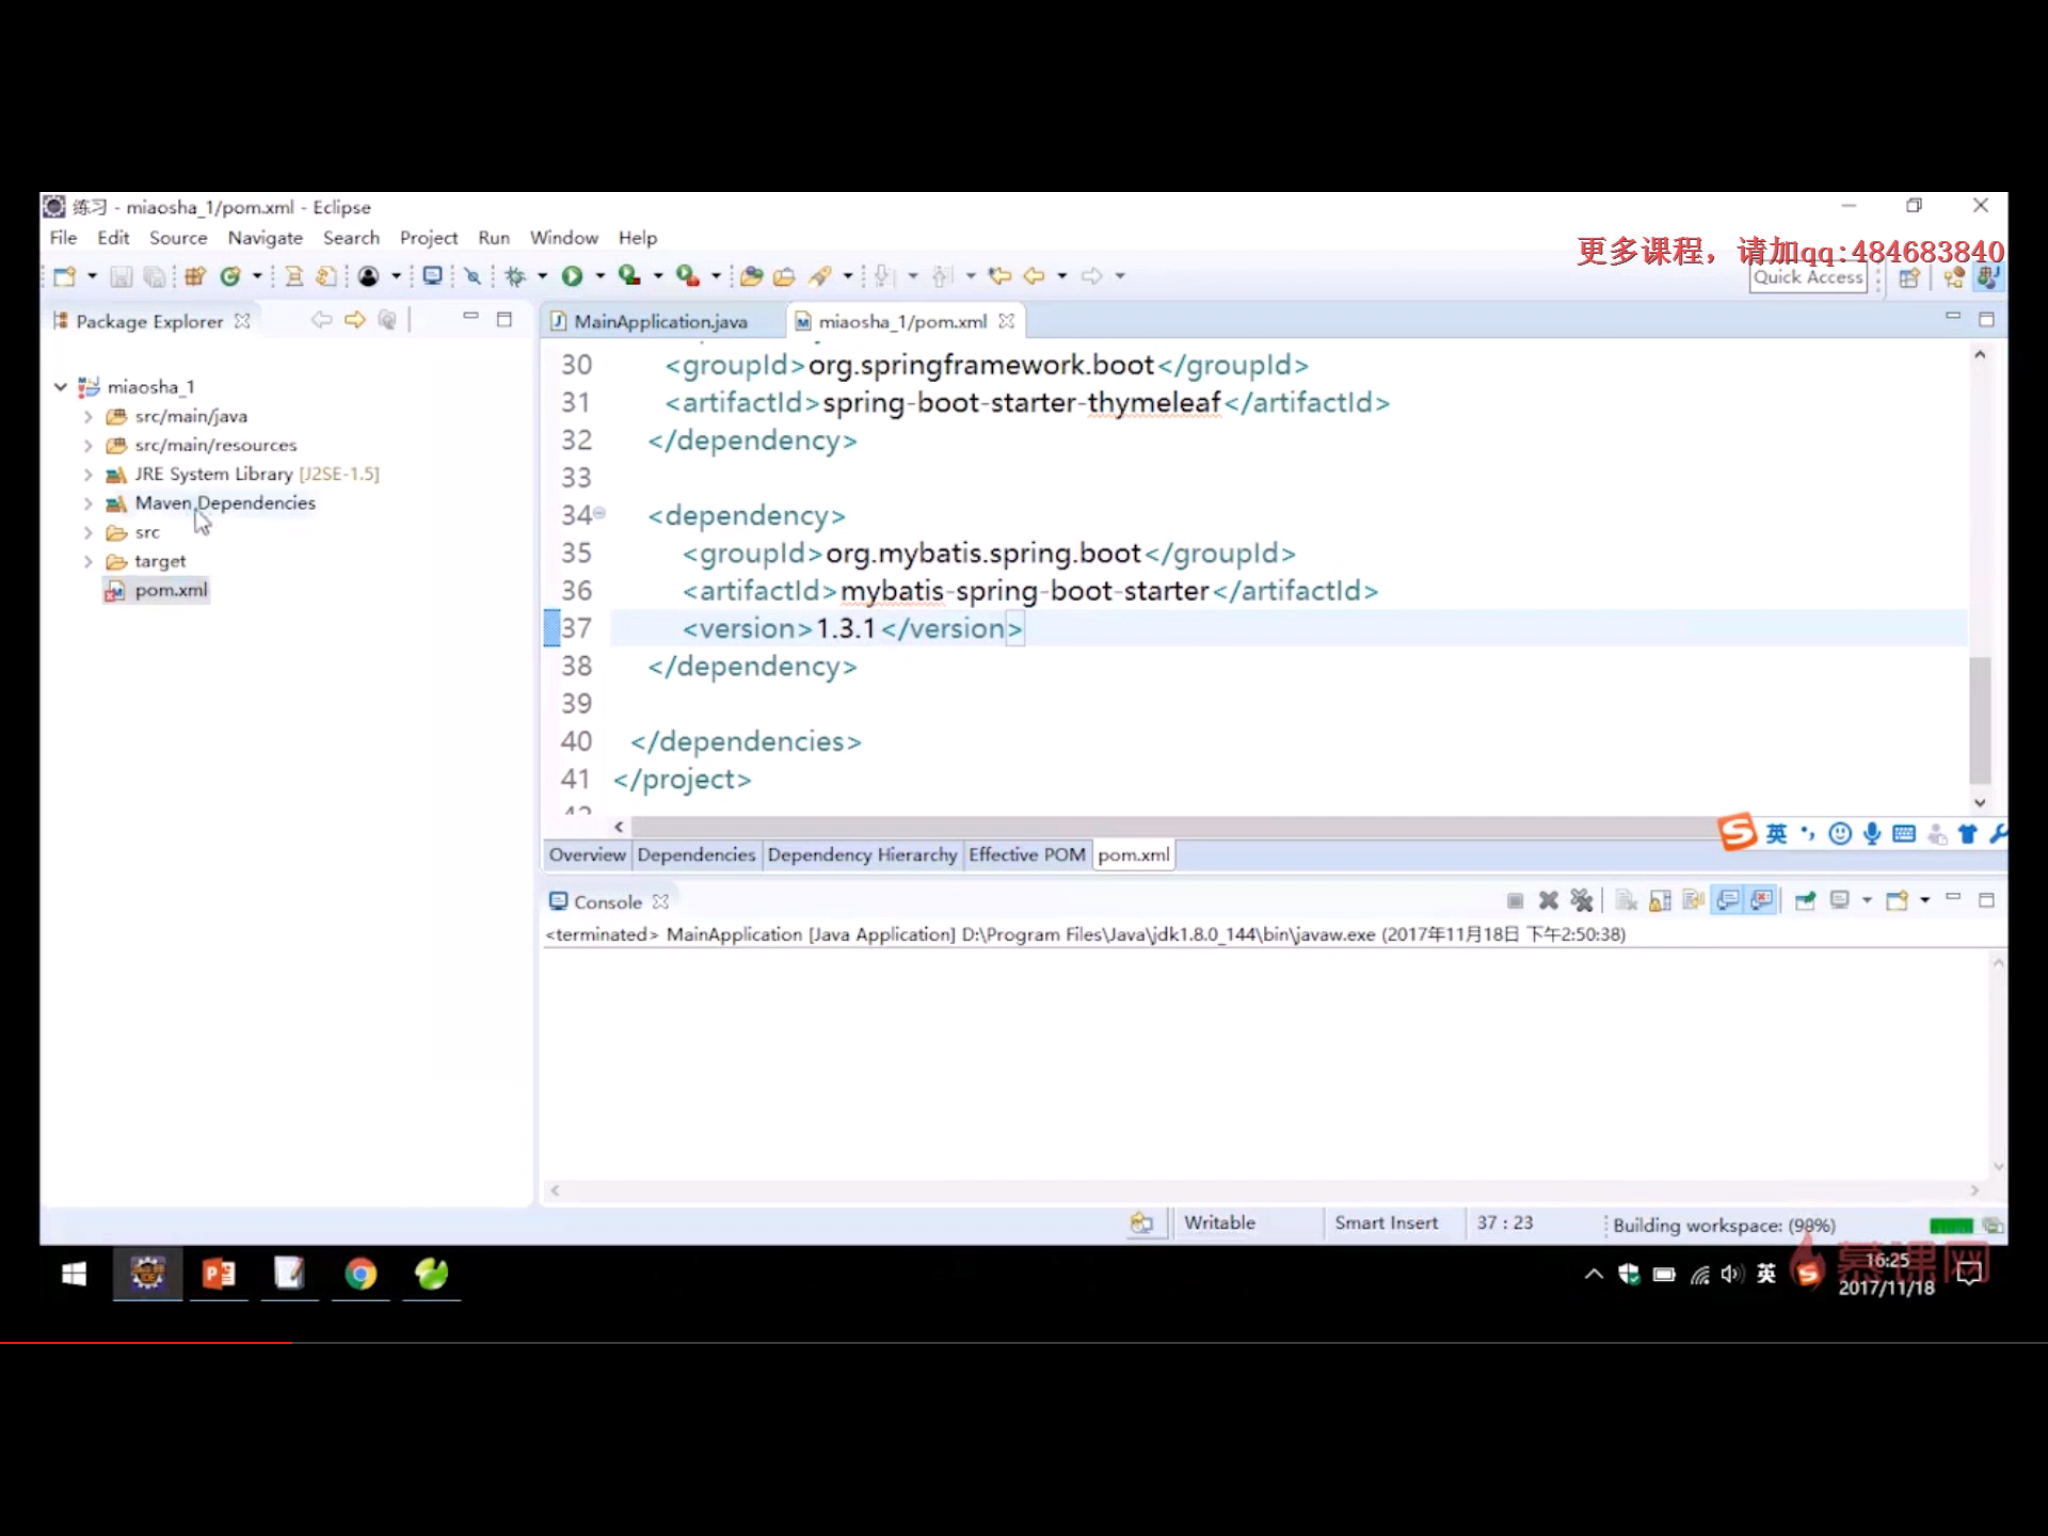 练习 - miaosha_1/pom.xml - Eclipse
File Edit Source Navigate Search Project Run Window Help
更多课程，请加qq:484683840
Quick Access
Package Explorer
MainApplication.java
miaosha_1/pom.xml
miaosha_1
src/main/java
src/main/resources
JRE System Library [J2SE-1.5]
Maven Dependencies
src
target
pom.xml
30 <groupId>org.springframework.boot</groupId>
31 <artifactId>spring-boot-starter-thymeleaf</artifactId>
32 </dependency>
33
34 <dependency>
35 <groupId>org.mybatis.spring.boot</groupId>
36 <artifactId>mybatis-spring-boot-starter</artifactId>
37 <version>1.3.1</version>
38 </dependency>
39
40 </dependencies>
41 </project>
英
Overview Dependencies Dependency Hierarchy Effective POM pom.xml
Console
<terminated> MainApplication [Java Application] D:\Program Files\Java\jdk1.8.0_144\bin\javaw.exe (2017年11月18日 下午2:50:38)
Writable Smart Insert 37 : 23 Building workspace: (98%)
慕课网
英
16:25
2017/11/18